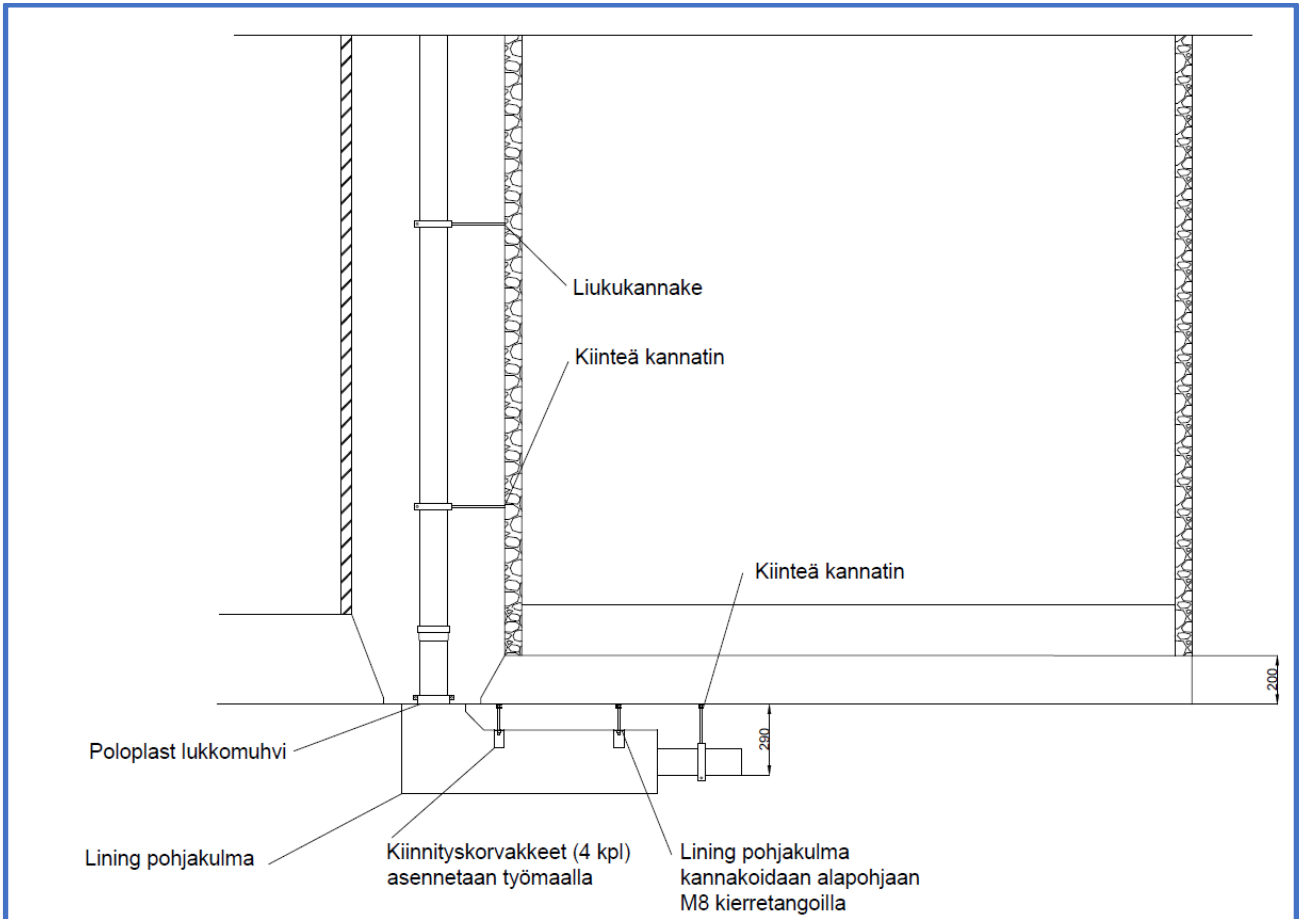 Liukukannake
Kiinteä kannatin
Kiinteä kannatin
200
290
Poloplast lukkomuhvi
Lining pohjakulma
Kiinnityskorvakkeet (4 kpl)
asennetaan työmaalla
Lining pohjakulma
kannakoidaan alapohjaan
M8 kierretangoilla